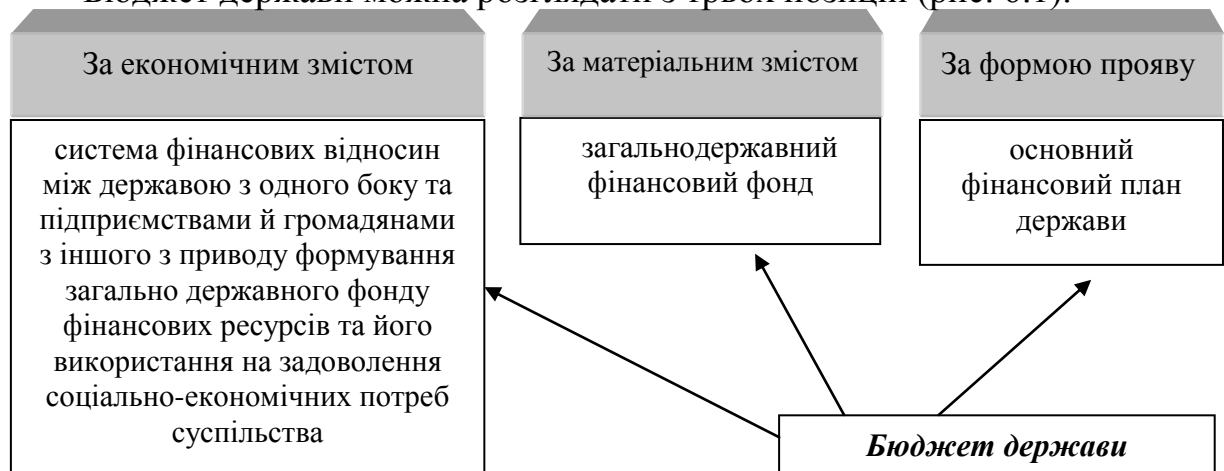 Бюджет держави можна розглядати з трьох позицій (рис. 6.1).
За економічним змістом
система фінансових відносин
між державою з одного боку та
підприємствами й громадянами
з іншого з приводу формування
загально державного фонду
фінансових ресурсів та його
використання на задоволення
соціально-економічних потреб
суспільства
За матеріальним змістом
загальнодержавний
фінансовий фонд
За формою прояву
основний
фінансовий план
держави
Бюджет держави